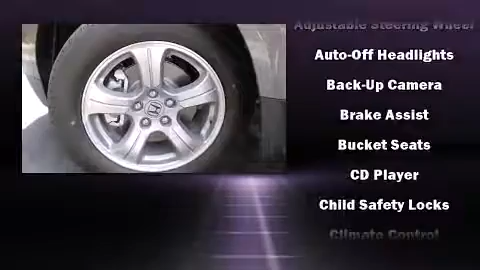 Adjustable Steering Wheel
Auto-Off Headlights
Back-Up Camera
Brake Assist
Bucket Seats
CD Player
Child Safety Locks
Climate Control